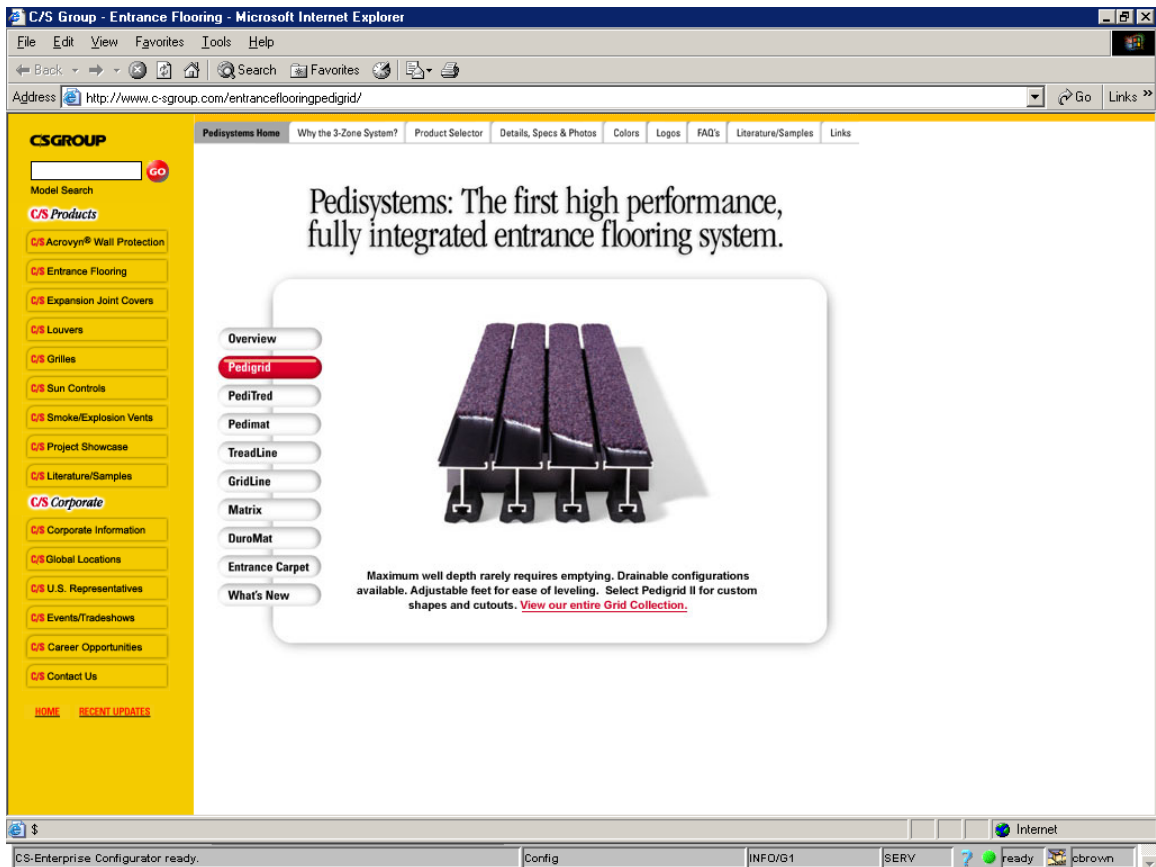 C/S Group - Entrance Flooring - Microsoft Internet Explorer
File Edit View Favorites Tools Help
Back Search Favorites
Address http://www.c-sgroup.com/entranceflooringpedigrid/ Go Links »
CSGROUP
GO
Model Search
C/S Products
C/S Acrovyn® Wall Protection
C/S Entrance Flooring
C/S Expansion Joint Covers
C/S Louvers
C/S Grilles
C/S Sun Controls
C/S Smoke/Explosion Vents
C/S Project Showcase
C/S Literature/Samples
C/S Corporate
C/S Corporate Information
C/S Global Locations
C/S U.S. Representatives
C/S Events/Tradeshows
C/S Career Opportunities
C/S Contact Us
HOME RECENT UPDATES
Pedisystems Home Why the 3-Zone System? Product Selector Details, Specs & Photos Colors Logos FAQ's Literature/Samples Links
Pedisystems: The first high performance,
fully integrated entrance flooring system.
Overview
Pedigrid
PediTred
Pedimat
TreadLine
GridLine
Matrix
DuroMat
Entrance Carpet
What's New
Maximum well depth rarely requires emptying. Drainable configurations
available. Adjustable feet for ease of leveling. Select Pedigrid II for custom
shapes and cutouts. View our entire Grid Collection.
$ Internet
CS-Enterprise Configurator ready. Config INFO/G1 SERV ? ready cbrown